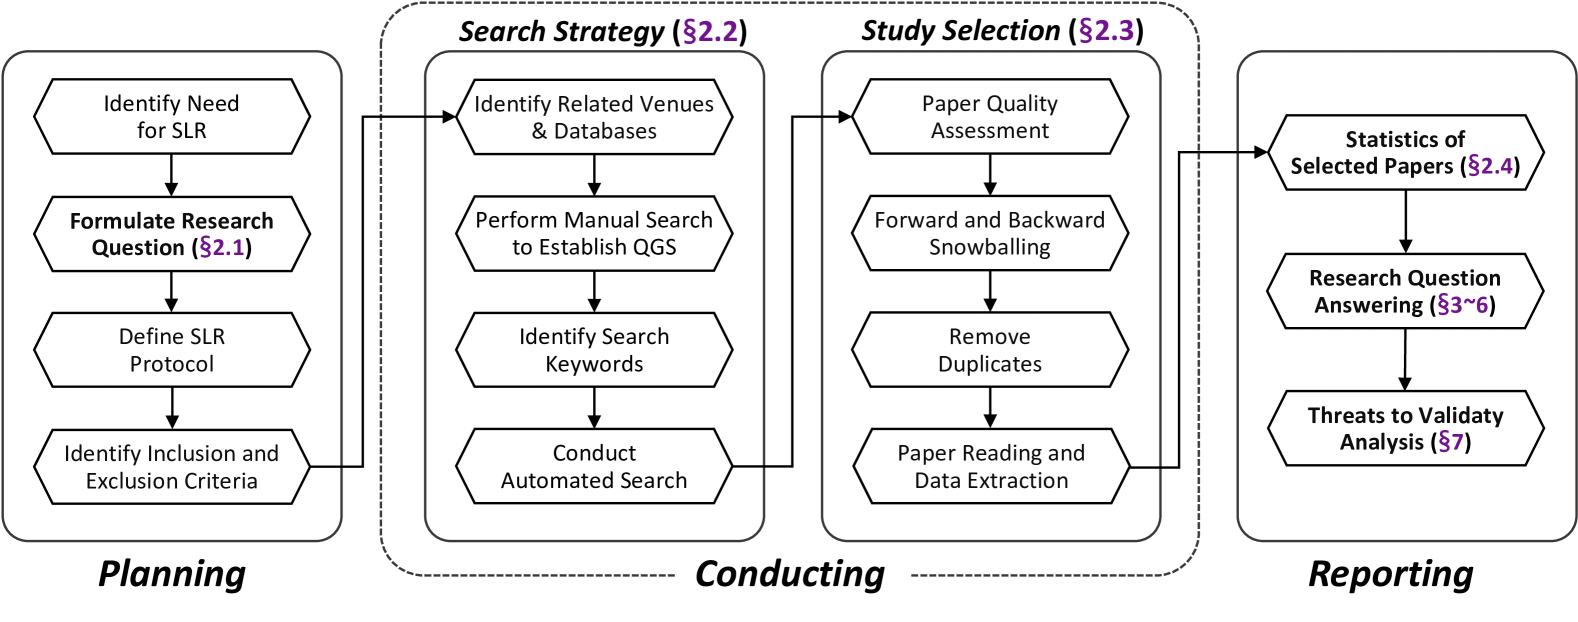 Search Strategy (§2.2)
Study Selection (§2.3)
Identify Need
for SLR
Formulate Research
Question (§2.1)
Define SLR
Protocol
Identify Inclusion and
Exclusion Criteria
Planning
Identify Related Venues
& Databases
Perform Manual Search
to Establish QGS
Identify Search
Keywords
Conduct
Automated Search
Paper Quality
Assessment
Forward and Backward
Snowballing
Remove
Duplicates
Paper Reading and
Data Extraction
Conducting
Statistics of
Selected Papers (§2.4)
Research Question
Answering (§3~6)
Threats to Validaty
Analysis (§7)
Reporting